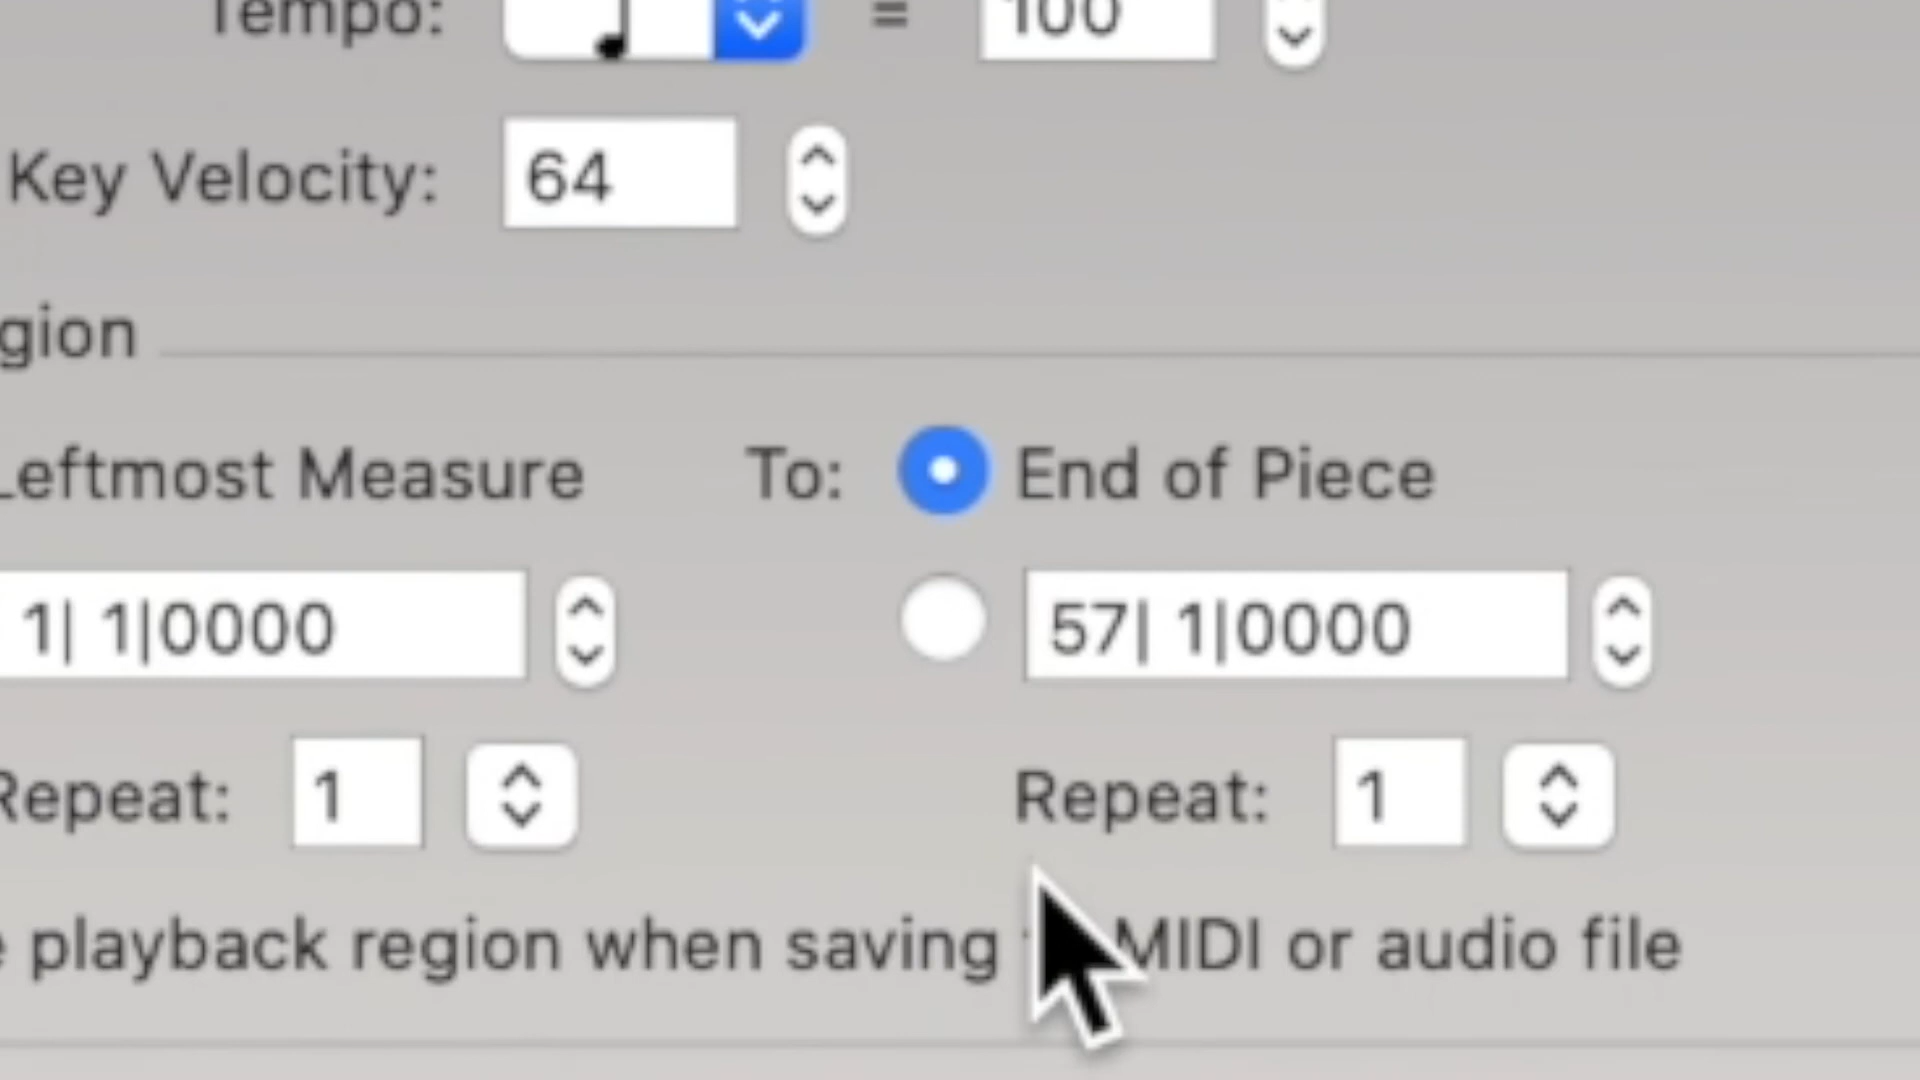 Tempo: = 100
Key Velocity: 64
gion
Leftmost Measure To: End of Piece
1| 1|0000 57| 1|0000
Repeat: 1 Repeat: 1
playback region when saving MIDI or audio file